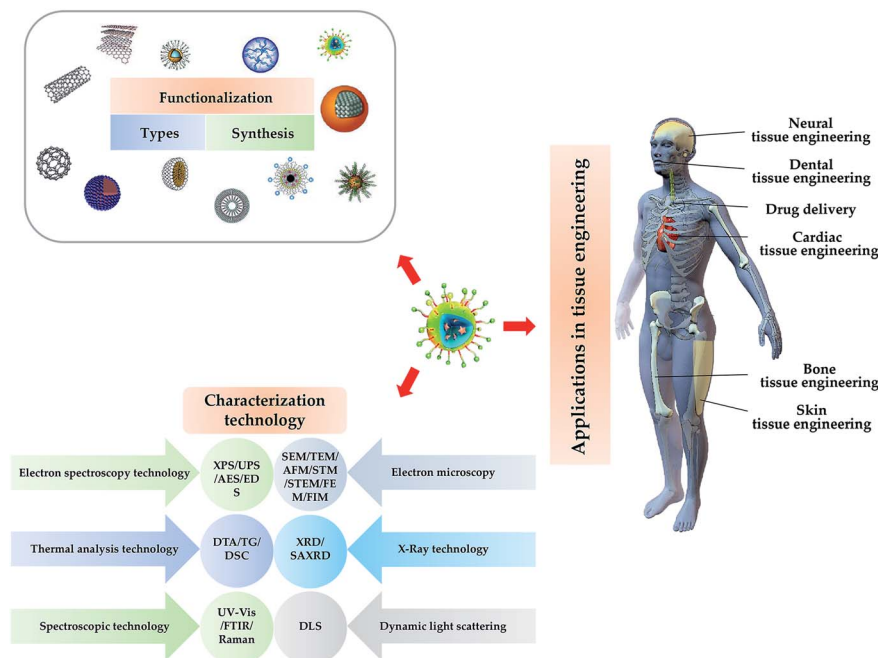 Functionalization
Types
Synthesis
Applications in tissue engineering
Neural
tissue engineering
Dental
tissue engineering
Drug delivery
Cardiac
tissue engineering
Bone
tissue engineering
Skin
tissue engineering
Characterization
technology
Electron spectroscopy technology
XPS/UPS
/AES/ED
S
SEM/TEM/
AFM/STM
/STEM/FE
M/FIM
Electron microscopy
Thermal analysis technology
DTA/TG/
DSC
XRD/
SAXRD
X-Ray technology
Spectroscopic technology
UV-Vis
/FTIR/
Raman
DLS
Dynamic light scattering